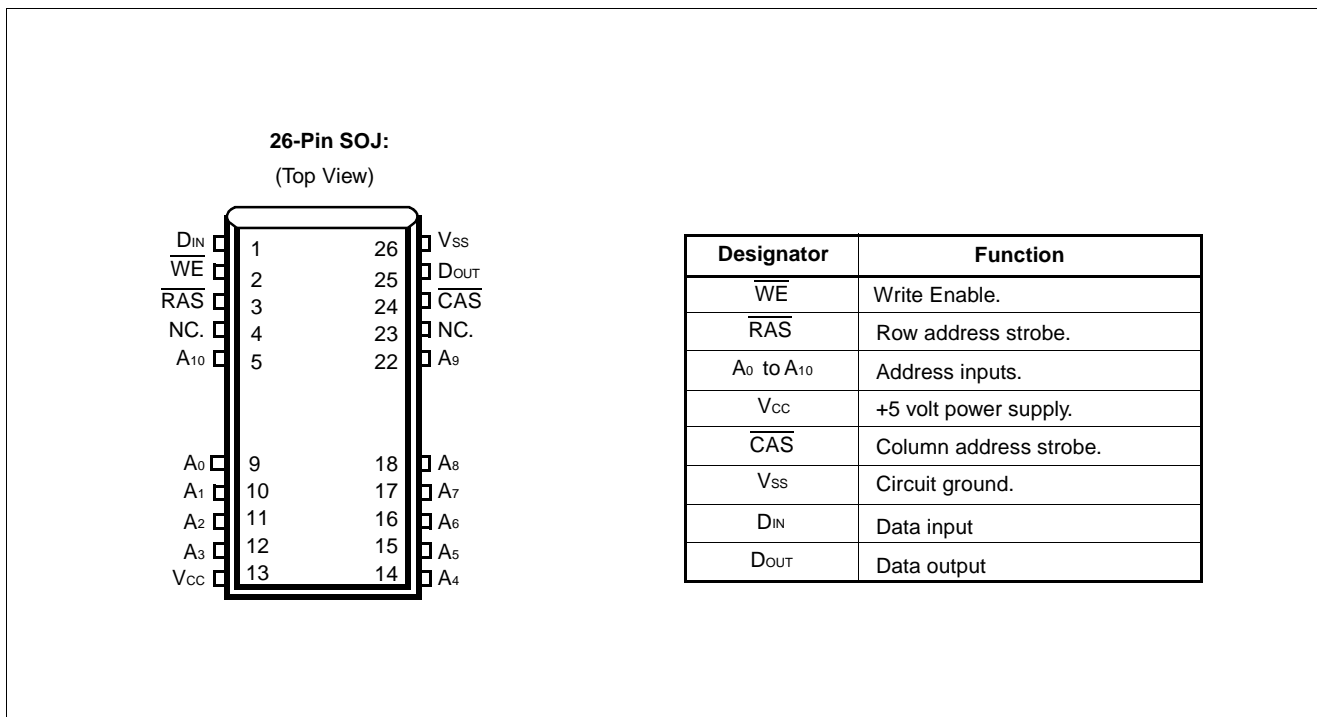 26-Pin SOJ:
(Top View)
DIN 1 26 VSS
WE 2 25 DOUT
RAS 3 24 CAS
NC. 4 23 NC.
A10 5 22 A9
A0 9 18 A8
A1 10 17 A7
A2 11 16 A6
A3 12 15 A5
VCC 13 14 A4
Designator Function
WE Write Enable.
RAS Row address strobe.
A0 to A10 Address inputs.
VCC +5 volt power supply.
CAS Column address strobe.
VSS Circuit ground.
DIN Data input
DOUT Data output